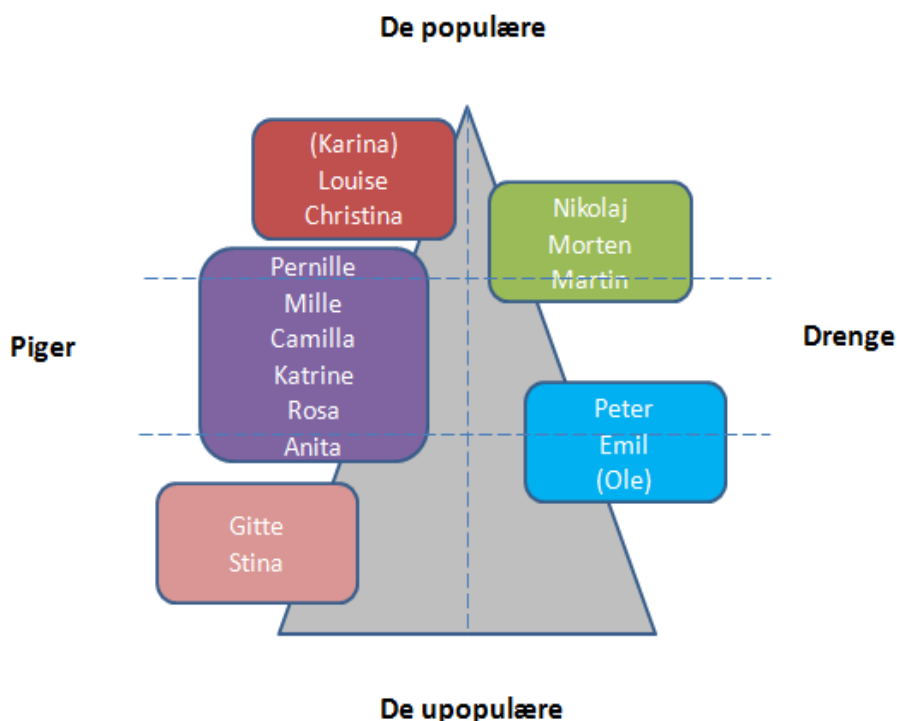 De populære
(Karina)
Louise
Christina
Nikolaj
Morten
Martin
Pernille
Mille
Camilla
Katrine
Rosa
Anita
Piger
Drenge
Peter
Emil
(Ole)
Gitte
Stina
De upopulære